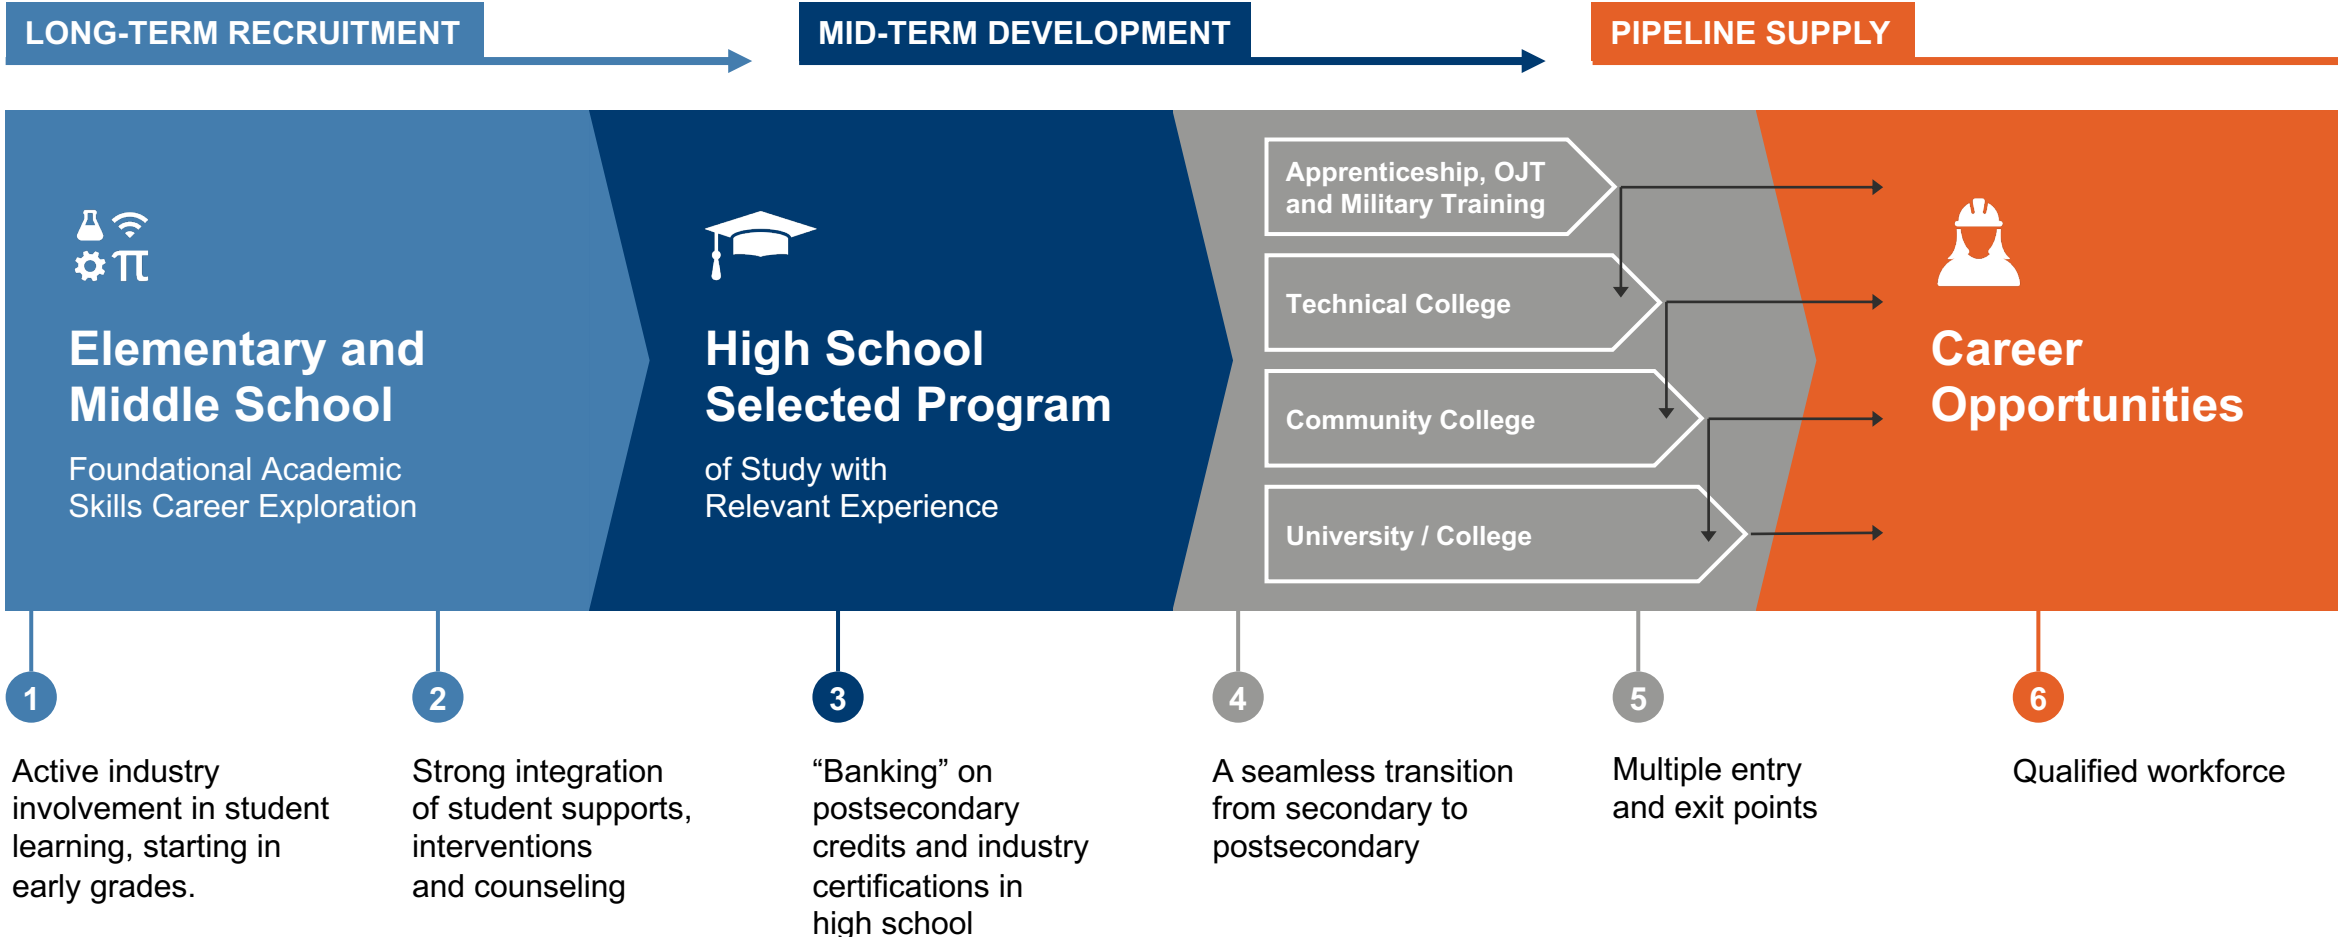 LONG-TERM RECRUITMENT
MID-TERM DEVELOPMENT
PIPELINE SUPPLY
π
Elementary and
Middle School
Foundational Academic
Skills Career Exploration
High School
Selected Program
of Study with
Relevant Experience
Apprenticeship, OJT
and Military Training
Technical College
Community College
University / College
Career
Opportunities
1
Active industry
involvement in student
learning, starting in
early grades.
2
Strong integration
of student supports,
interventions
and counseling
3
“Banking” on
postsecondary
credits and industry
certifications in
high school
4
A seamless transition
from secondary to
postsecondary
5
Multiple entry
and exit points
6
Qualified workforce